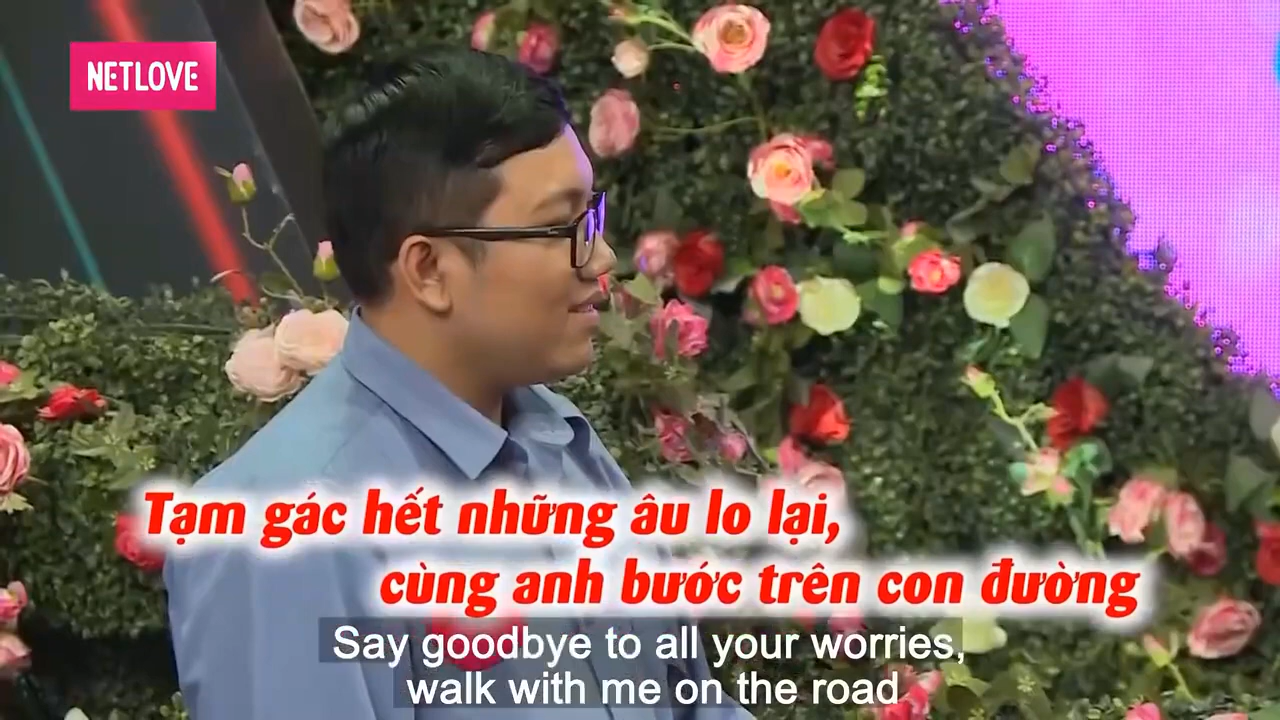 NETLOVE
Tạm gác hết những âu lo lại,
cùng anh bước trên con đường
Say goodbye to all your worries,
walk with me on the road